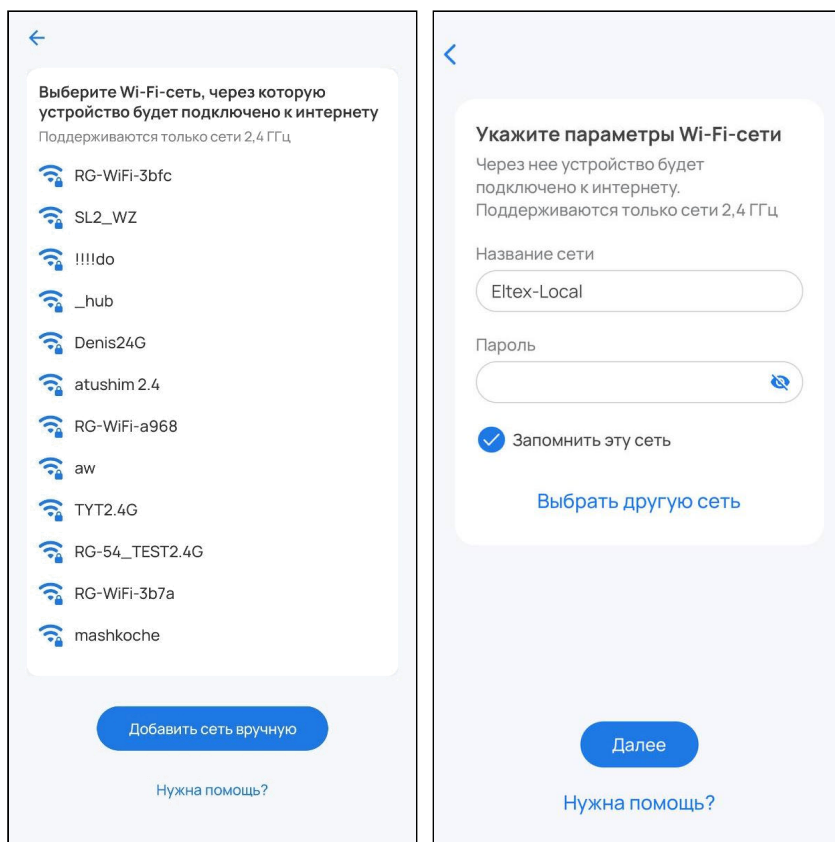 Выберите Wi-Fi-сеть, через которую
устройство будет подключено к интернету
Поддерживаются только сети 2,4 ГГц
RG-WiFi-3bfc
SL2_WZ
!!!!do
_hub
Denis24G
atushim 2.4
RG-WiFi-a968
aw
TYT2.4G
RG-54_TEST2.4G
RG-WiFi-3b7a
mashkoche
Добавить сеть вручную
Нужна помощь?
Укажите параметры Wi-Fi-сети
Через нее устройство будет
подключено к интернету.
Поддерживаются только сети 2,4 ГГц
Название сети
Eltex-Local
Пароль
Запомнить эту сеть
Выбрать другую сеть
Далее
Нужна помощь?